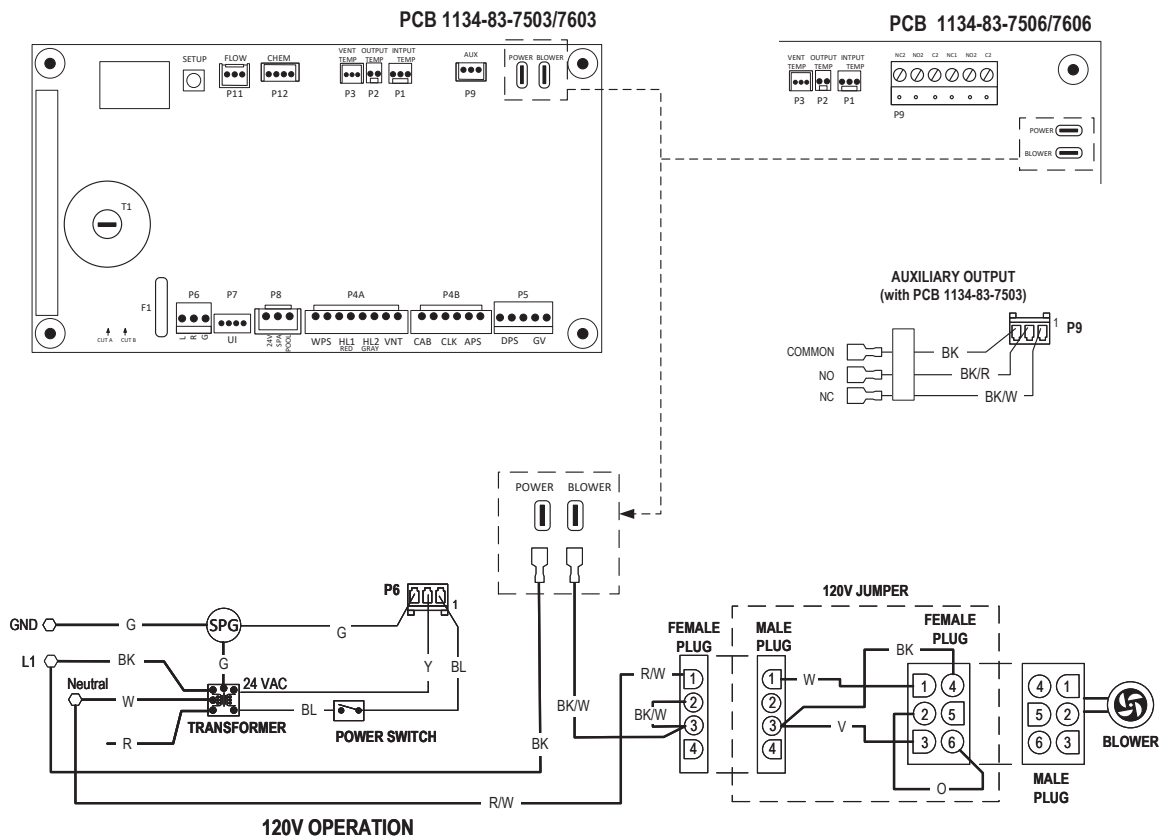 PCB 1134-83-7503/7603
PCB 1134-83-7506/7606
SETUP
FLOW
P11
CHEM
P12
VENT TEMP
P3
OUTPUT TEMP
P2
INTPUT TEMP
P1
AUX
P9
POWER BLOWER
T1
F1
CUT A
CUT B
P6
L
R
G
P7
UI
P8
24V
SPA
POOL
P4A
WPS HL1 HL2 VNT
RED GRAY
P4B
CAB CLK APS
P5
DPS GV
VENT TEMP
P3
OUTPUT TEMP
P2
INTPUT TEMP
P1
NC2 NO2 C2 NC1 NO2 C2
P9
POWER
BLOWER
AUXILIARY OUTPUT
(with PCB 1134-83-7503)
COMMON
NO
NC
BK
BK/R
BK/W
1
P9
POWER BLOWER
P6
1
GND
G
SPG
G
G
Y
BL
L1
BK
24 VAC
Neutral
W
TRANSFORMER
BL
POWER SWITCH
R
BK
BK/W
R/W
R/W
BK/W
FEMALE PLUG
1
2
3
4
120V JUMPER
MALE PLUG
1
2
3
4
W
BK
V
O
FEMALE PLUG
1 4
2 5
3 6
4 1
5 2
6 3
MALE PLUG
BLOWER
120V OPERATION